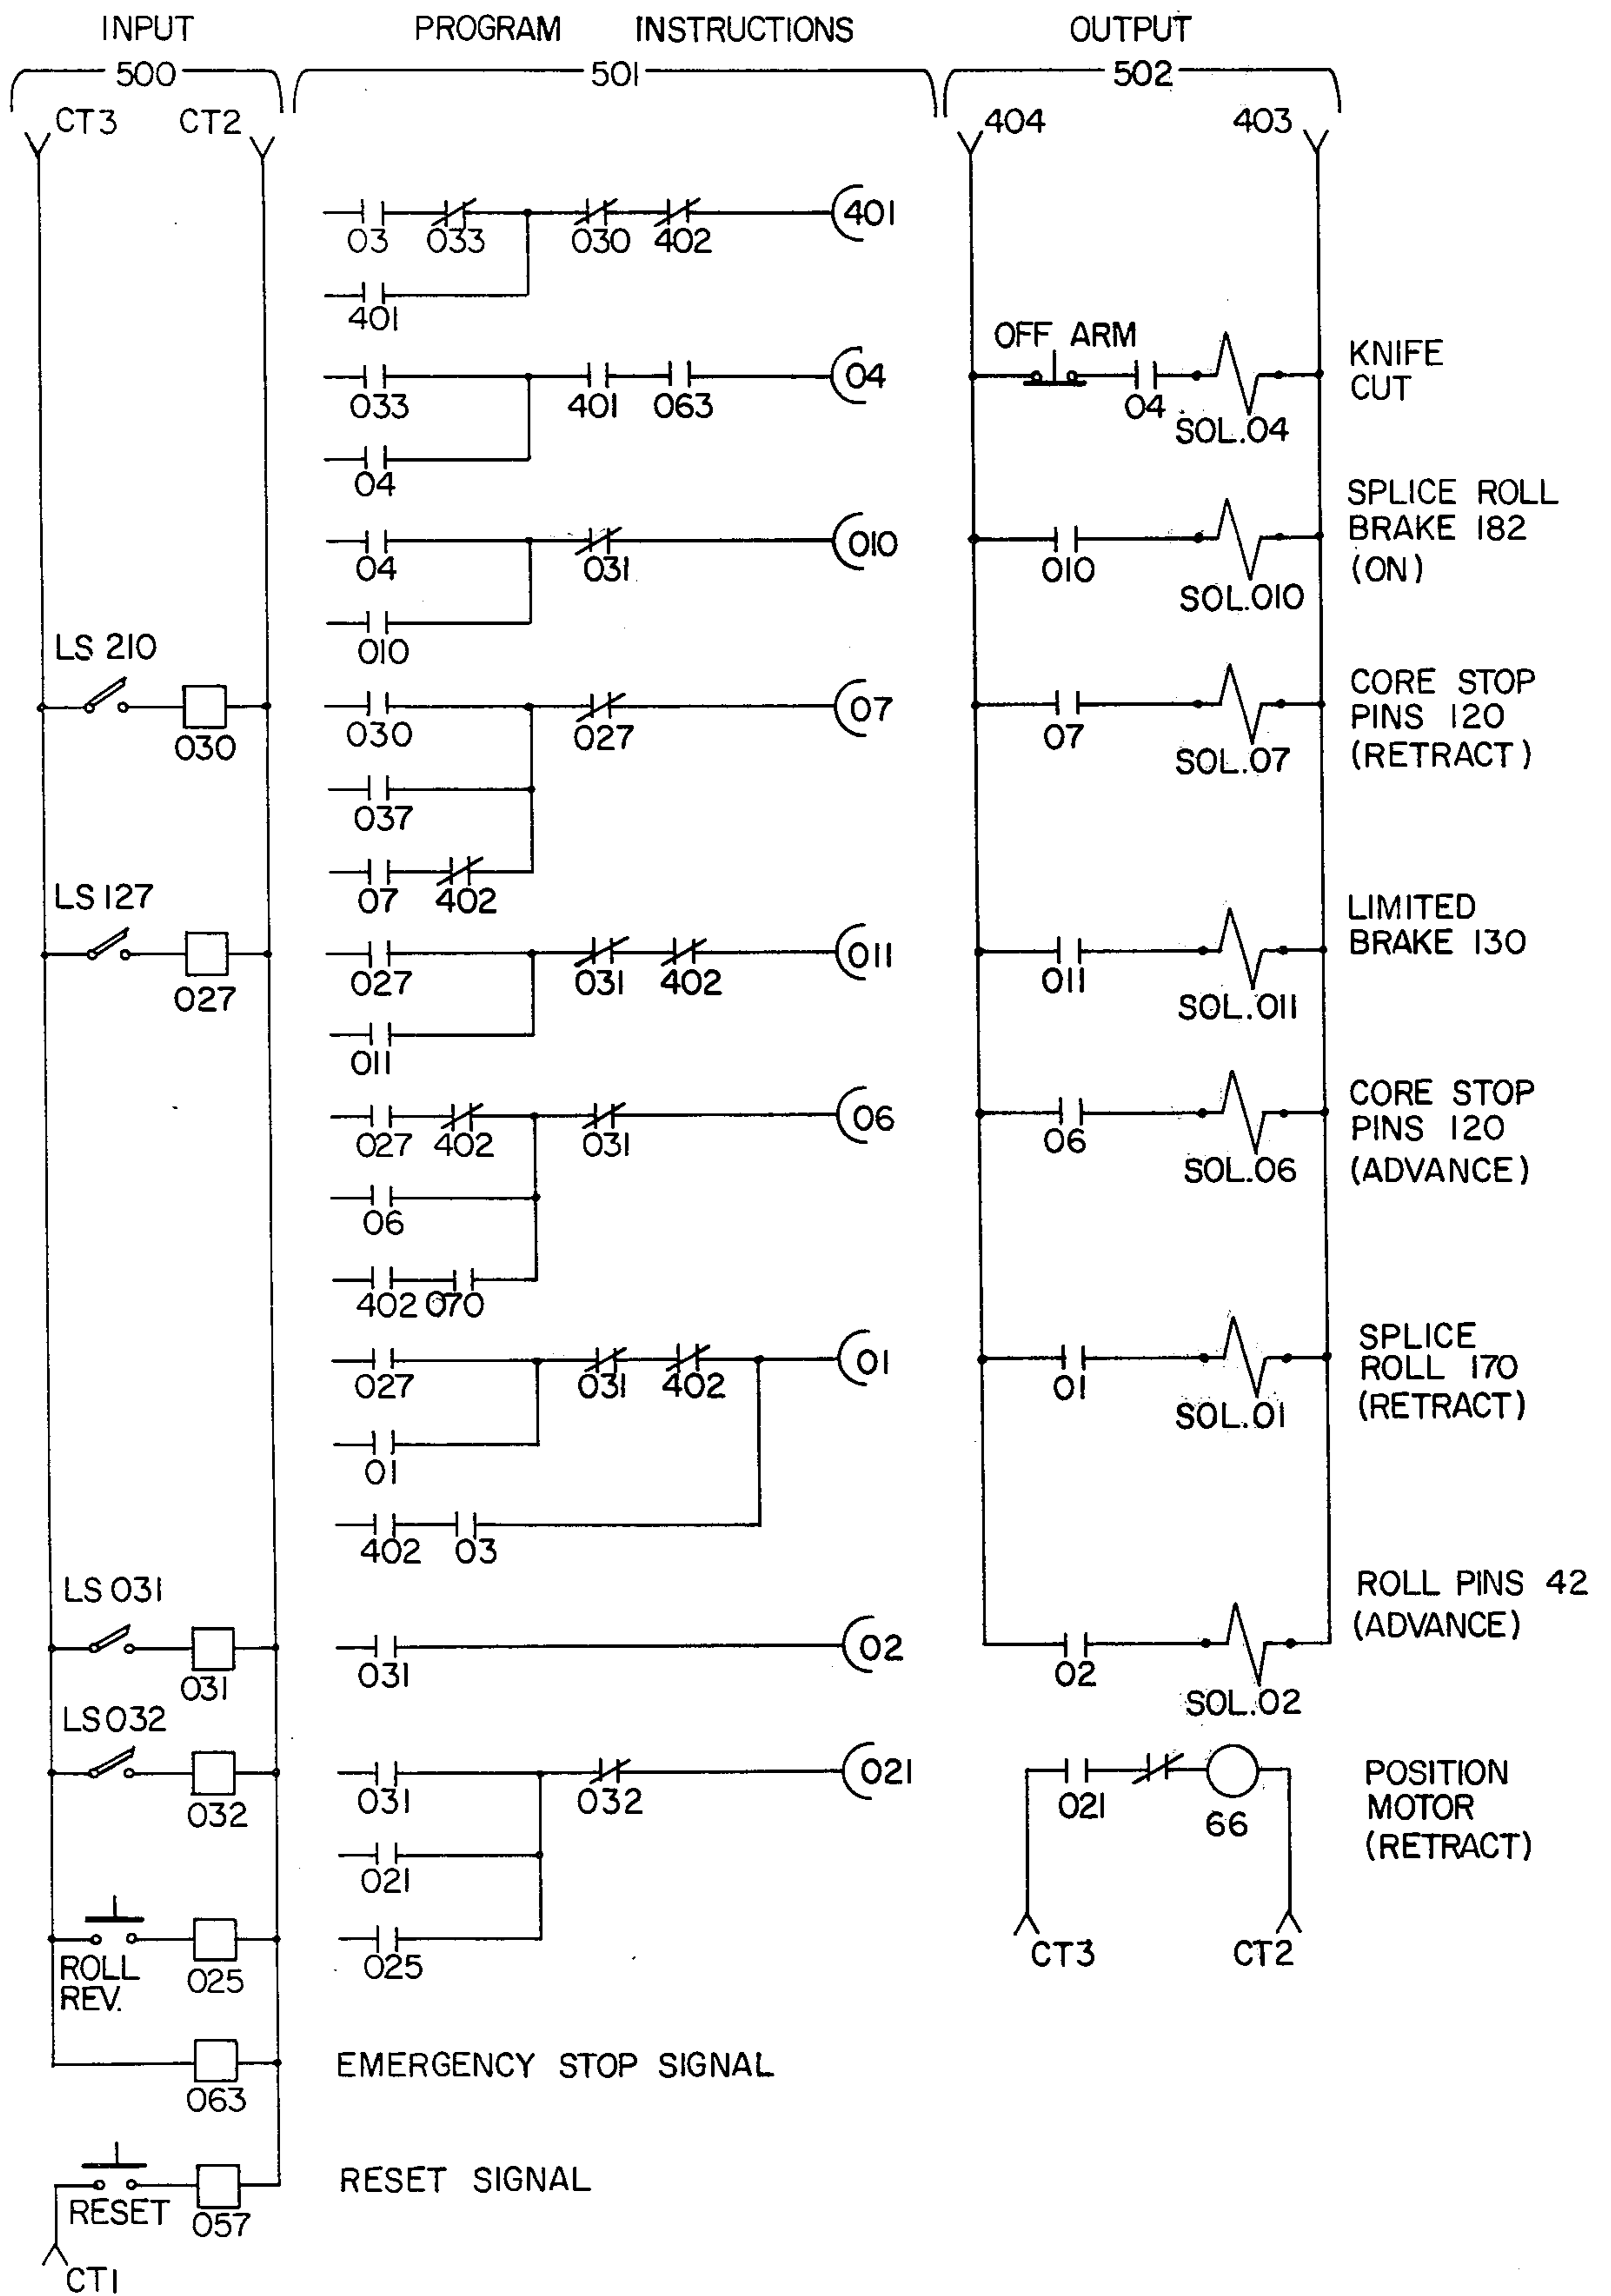 INPUT PROGRAM INSTRUCTIONS OUTPUT
500 501 502
CT3 CT2 404 403
401
03 033 030 402
401
OFF ARM
KNIFE
CUT
04
033 401 063
04
SOL.04
04
SPLICE ROLL
BRAKE 182
(ON)
010
04 031
010
SOL.010
010
LS 210
030
CORE STOP
PINS 120
(RETRACT)
07
030 027
07
SOL.07
037
07 402
LS 127
027
LIMITED
BRAKE 130
011
027 031 402
011
SOL.011
011
CORE STOP
PINS 120
(ADVANCE)
06
027 402 031
06
SOL.06
06
402 070
SPLICE
ROLL 170
(RETRACT)
01
027 031 402
01
SOL.01
01
402 03
LS 031
031
ROLL PINS 42
(ADVANCE)
02
031
02
SOL.02
LS 032
032
021
031 032
021
66
POSITION
MOTOR
(RETRACT)
021
025
CT3 CT2
ROLL
REV.
025
063
EMERGENCY STOP SIGNAL
RESET
057
RESET SIGNAL
CT1